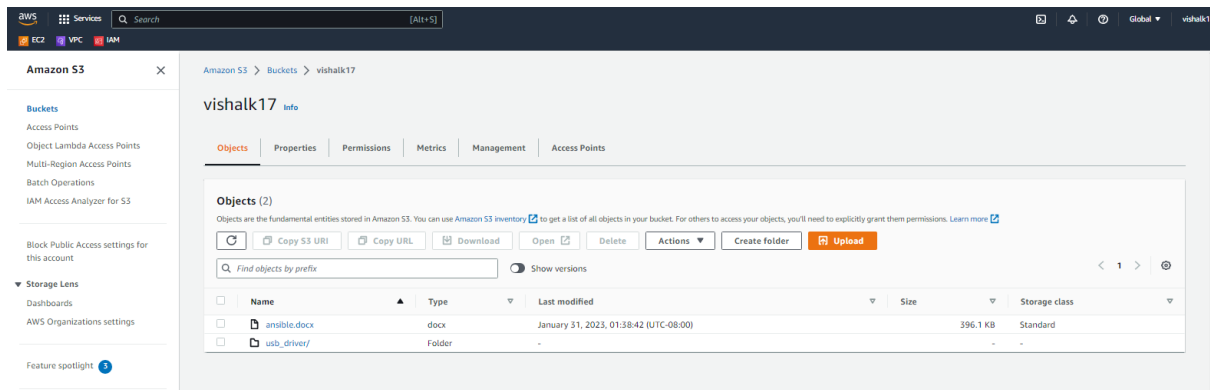 aws Services Search [Alt+S] Global ▼ vishalk1
EC2 VPC IAM
Amazon S3
Buckets
Access Points
Object Lambda Access Points
Multi-Region Access Points
Batch Operations
IAM Access Analyzer for S3
Block Public Access settings for
this account
▼ Storage Lens
Dashboards
AWS Organizations settings
Feature spotlight 3
Amazon S3 > Buckets > vishalk17
vishalk17 Info
Objects Properties Permissions Metrics Management Access Points
Objects (2)
Objects are the fundamental entities stored in Amazon S3. You can use Amazon S3 inventory to get a list of all objects in your bucket. For others to access your objects, you'll need to explicitly grant them permissions. Learn more
Copy S3 URI Copy URL Download Open Delete Actions ▼ Create folder Upload
Find objects by prefix Show versions < 1 >
Name ▲ Type Last modified Size Storage class
ansible.docx docx January 31, 2023, 01:38:42 (UTC-08:00) 396.1 KB Standard
usb_driver/ Folder - - -